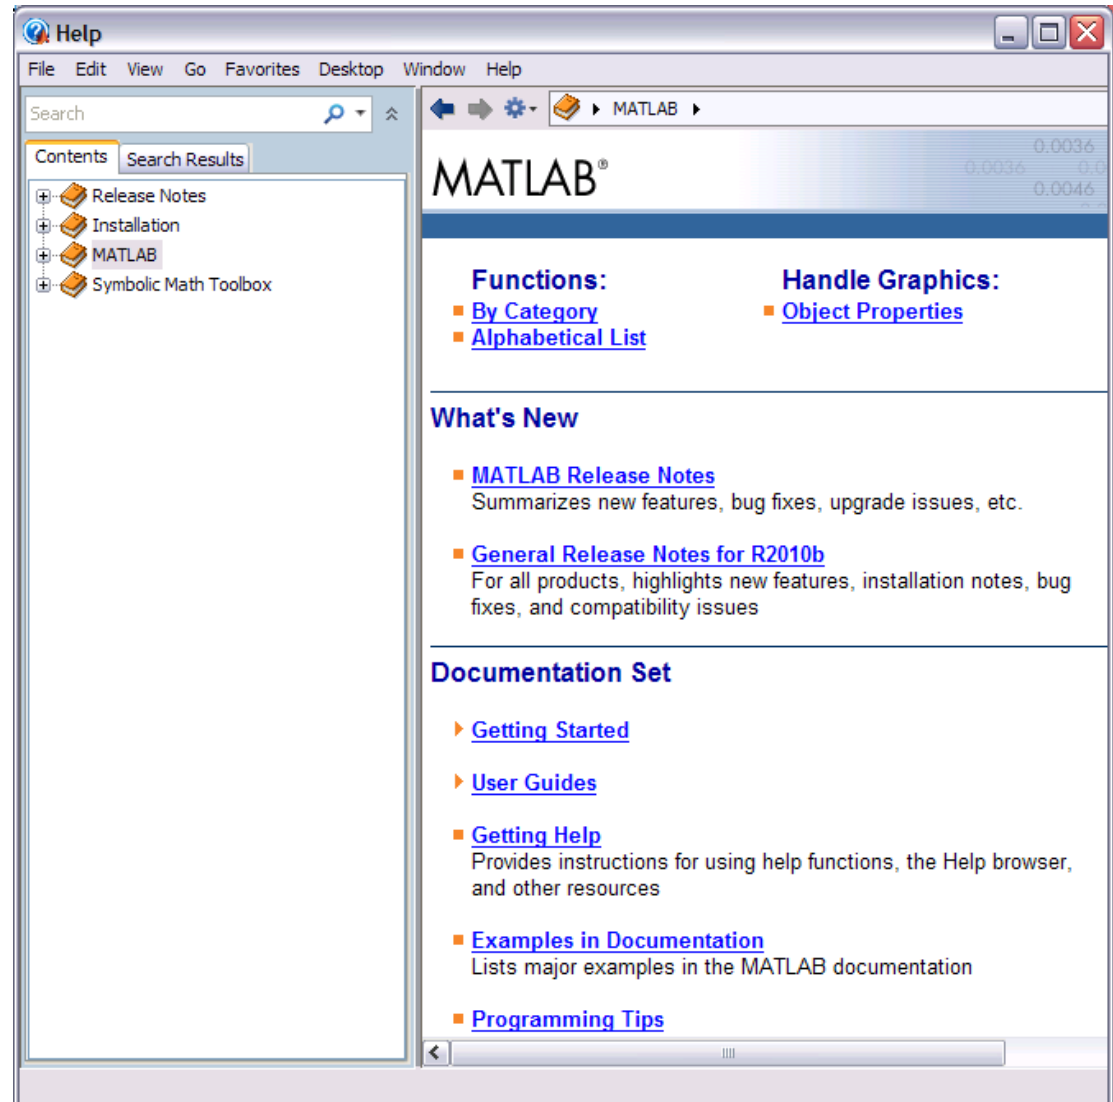 Help
File Edit View Go Favorites Desktop Window Help
Search
MATLAB
Contents Search Results
Release Notes
Installation
MATLAB
Symbolic Math Toolbox
MATLAB®
0.0036
0.0036 0.0
0.0046
Functions:
By Category
Alphabetical List
Handle Graphics:
Object Properties
What's New
MATLAB Release Notes
Summarizes new features, bug fixes, upgrade issues, etc.
General Release Notes for R2010b
For all products, highlights new features, installation notes, bug
fixes, and compatibility issues
Documentation Set
Getting Started
User Guides
Getting Help
Provides instructions for using help functions, the Help browser,
and other resources
Examples in Documentation
Lists major examples in the MATLAB documentation
Programming Tips